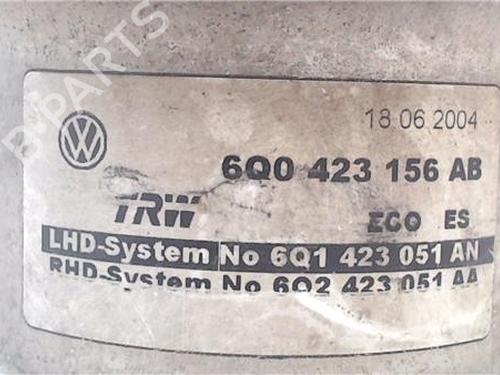 B-PARTS
18 06 2004
6Q0 423 156 AB
TRW
ECO ES
LHD-System No 6Q1 423 051 AN
RHD-System No 6Q2 423 051 AA